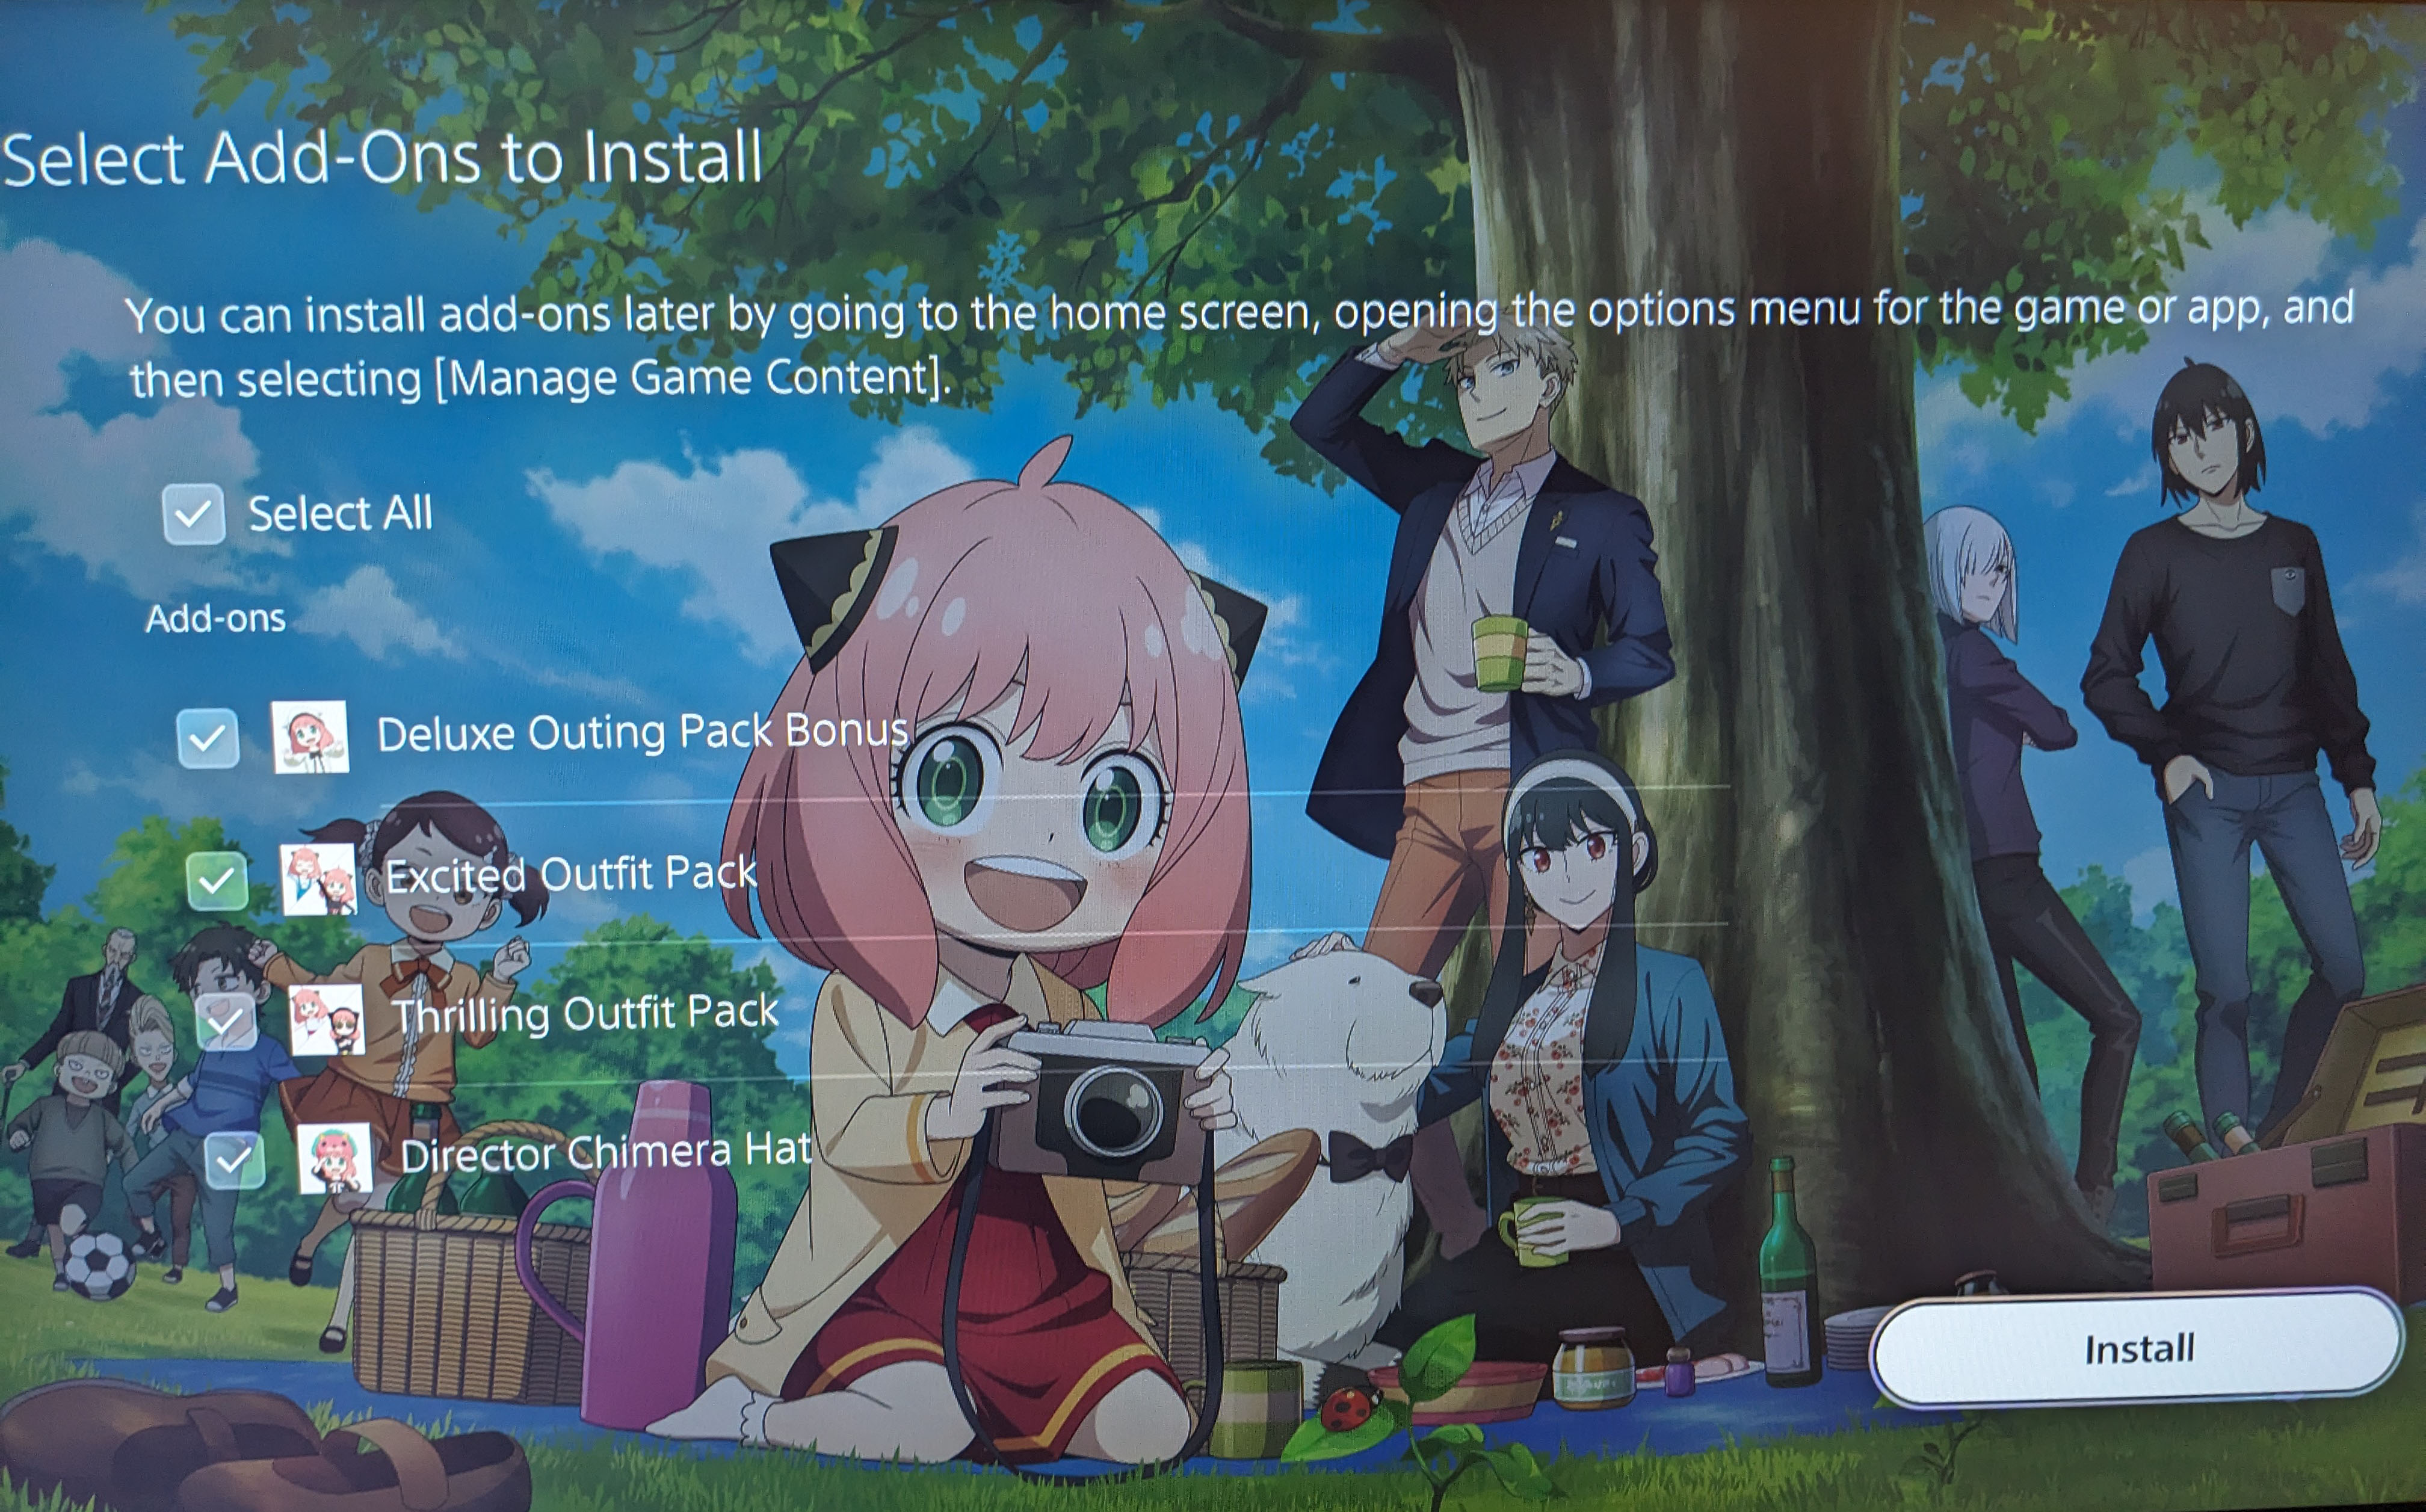 Select Add-Ons to Install
You can install add-ons later by going to the home screen, opening the options menu for the game or app, and
then selecting [Manage Game Content].
Select All
Add-ons
Deluxe Outing Pack Bonus
Excited Outfit Pack
Thrilling Outfit Pack
Director Chimera Hat
Install